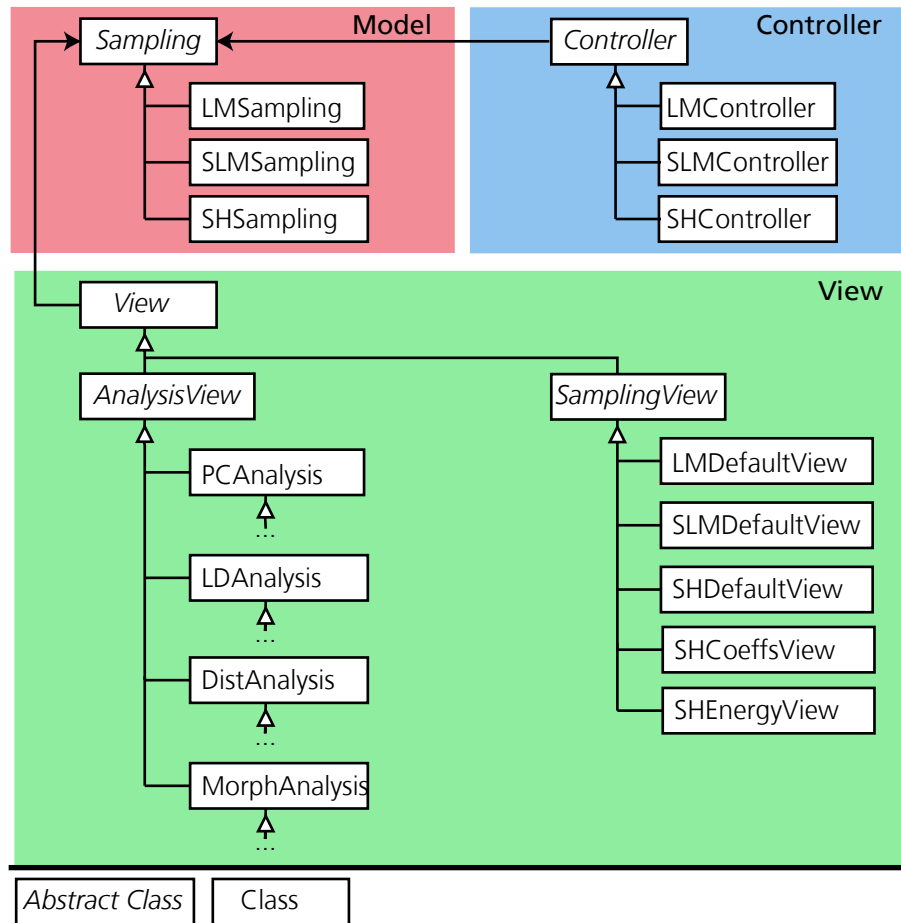 Model
Sampling
LMSampling
SLMSampling
SHSampling
Controller
Controller
LMController
SLMController
SHController
View
View
AnalysisView
PCAnalysis
...
LDAnalysis
...
DistAnalysis
...
MorphAnalysis
...
SamplingView
LMDefaultView
SLMDefaultView
SHDefaultView
SHCoeffsView
SHEnergyView
Abstract Class
Class